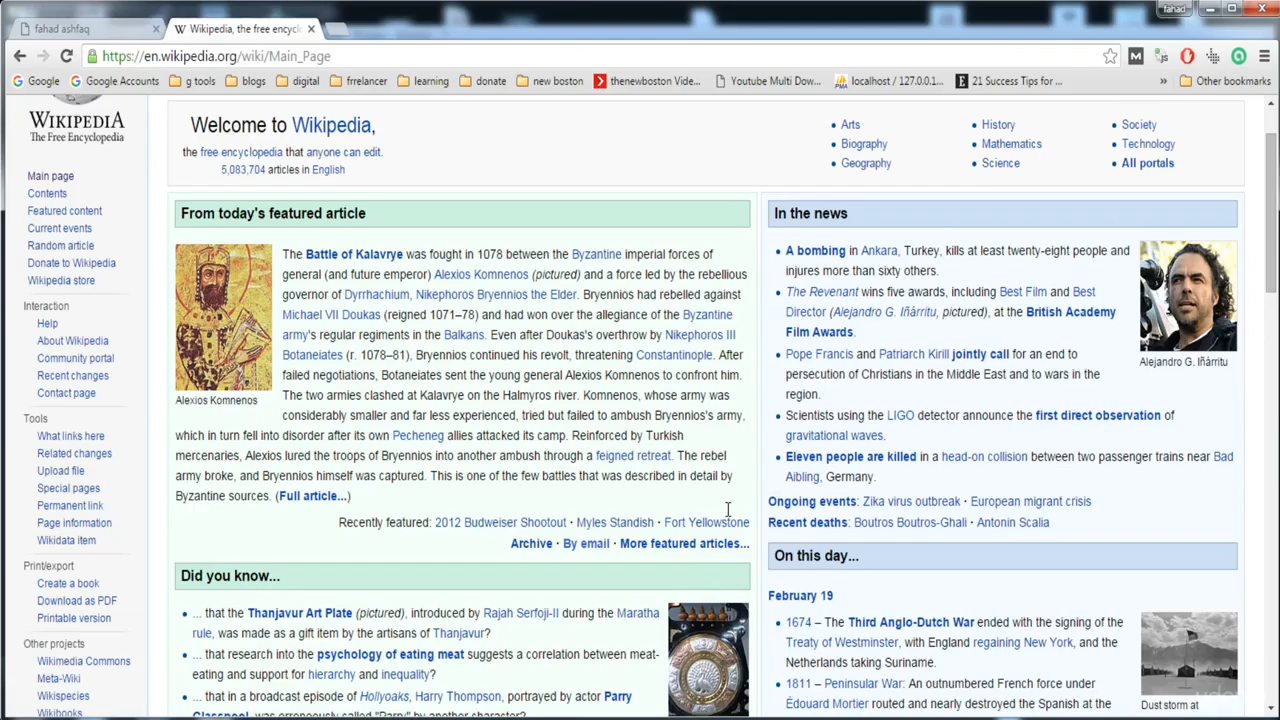 fahad
fahad ashfaq
Wikipedia, the free encycl
https://en.wikipedia.org/wiki/Main_Page
Google
Google Accounts
g tools
blogs
digital
frrelancer
learning
donate
new boston
thenewboston Vide...
Youtube Multi Dow...
localhost / 127.0.0.1...
21 Success Tips for ...
»
Other bookmarks
WIKIPEDIA
The Free Encyclopedia
Main page
Contents
Featured content
Current events
Random article
Donate to Wikipedia
Wikipedia store
Interaction
Help
About Wikipedia
Community portal
Recent changes
Contact page
Tools
What links here
Related changes
Upload file
Special pages
Permanent link
Page information
Wikidata item
Print/export
Create a book
Download as PDF
Printable version
Other projects
Wikimedia Commons
Meta-Wiki
Wikispecies
Wikibooks
Welcome to Wikipedia,
the free encyclopedia that anyone can edit.
5,083,704 articles in English
Arts
Biography
Geography
History
Mathematics
Science
Society
Technology
All portals
From today's featured article
The Battle of Kalavrye was fought in 1078 between the Byzantine imperial forces of
general (and future emperor) Alexios Komnenos (pictured) and a force led by the rebellious
governor of Dyrrhachium, Nikephoros Bryennios the Elder. Bryennios had rebelled against
Michael VII Doukas (reigned 1071–78) and had won over the allegiance of the Byzantine
army's regular regiments in the Balkans. Even after Doukas's overthrow by Nikephoros III
Botaneiates (r. 1078–81), Bryennios continued his revolt, threatening Constantinople. After
failed negotiations, Botaneiates sent the young general Alexios Komnenos to confront him.
The two armies clashed at Kalavrye on the Halmyros river. Komnenos, whose army was
considerably smaller and far less experienced, tried but failed to ambush Bryennios's army,
which in turn fell into disorder after its own Pecheneg allies attacked its camp. Reinforced by Turkish
mercenaries, Alexios lured the troops of Bryennios into another ambush through a feigned retreat. The rebel
army broke, and Bryennios himself was captured. This is one of the few battles that was described in detail by
Byzantine sources. (Full article...)
Alexios Komnenos
Recently featured: 2012 Budweiser Shootout · Myles Standish · Fort Yellowstone
Archive · By email · More featured articles...
Did you know...
... that the Thanjavur Art Plate (pictured), introduced by Rajah Serfoji-II during the Maratha
rule, was made as a gift item by the artisans of Thanjavur?
... that research into the psychology of eating meat suggests a correlation between meat-
eating and support for hierarchy and inequality?
... that in a broadcast episode of Hollyoaks, Harry Thompson, portrayed by actor Parry
Glasspool, was erroneously called "Parry" by another character?
In the news
A bombing in Ankara, Turkey, kills at least twenty-eight people and
injures more than sixty others.
The Revenant wins five awards, including Best Film and Best
Director (Alejandro G. Iñárritu, pictured), at the British Academy
Film Awards.
Pope Francis and Patriarch Kirill jointly call for an end to
persecution of Christians in the Middle East and to wars in the
region.
Scientists using the LIGO detector announce the first direct observation of
gravitational waves.
Eleven people are killed in a head-on collision between two passenger trains near Bad
Aibling, Germany.
Alejandro G. Iñárritu
Ongoing events: Zika virus outbreak · European migrant crisis
Recent deaths: Boutros Boutros-Ghali · Antonin Scalia
On this day...
February 19
1674 – The Third Anglo-Dutch War ended with the signing of the
Treaty of Westminster, with England regaining New York, and the
Netherlands taking Suriname.
1811 – Peninsular War: An outnumbered French force under
Édouard Mortier routed and nearly destroyed the Spanish at the
Dust storm at